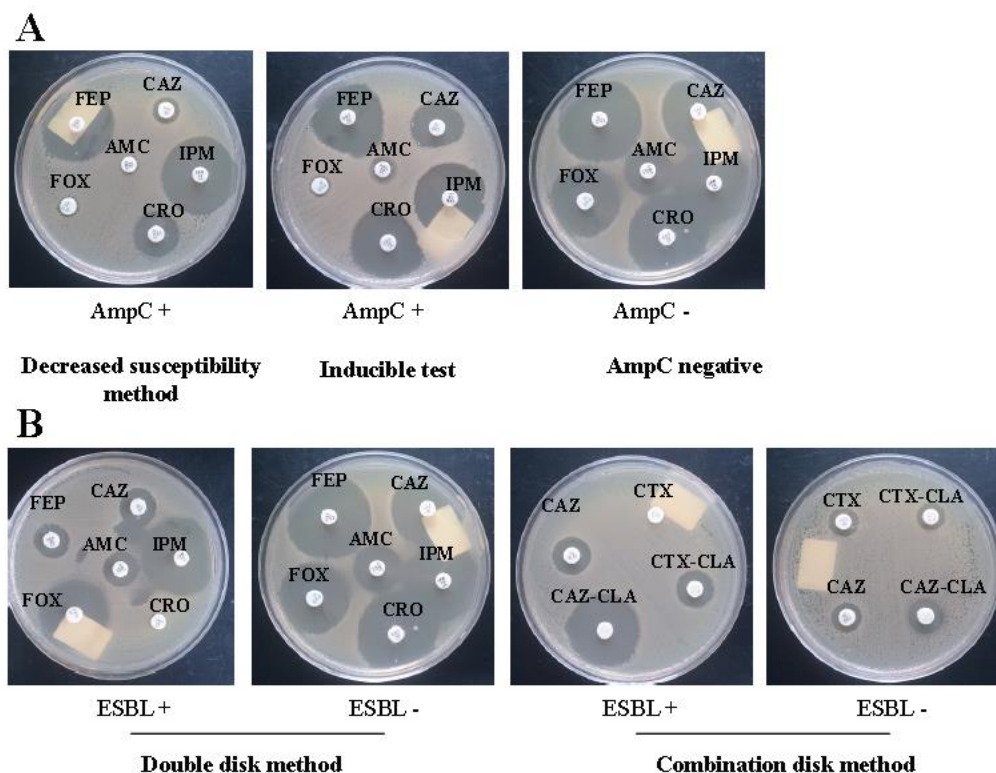 A
FEP CAZ
AMC IPM
FOX
CRO
FEP CAZ
AMC
FOX IPM
CRO
FEP CAZ
AMC
FOX IPM
CRO
AmpC + AmpC + AmpC -
Decreased susceptibility
method
Inducible test
AmpC negative
B
FEP CAZ
AMC IPM
FOX CRO
FEP CAZ
AMC IPM
FOX
CRO
CAZ CTX
CTX-CLA
CAZ-CLA
CTX CTX-CLA
CAZ CAZ-CLA
ESBL + ESBL - ESBL + ESBL -
Double disk method Combination disk method